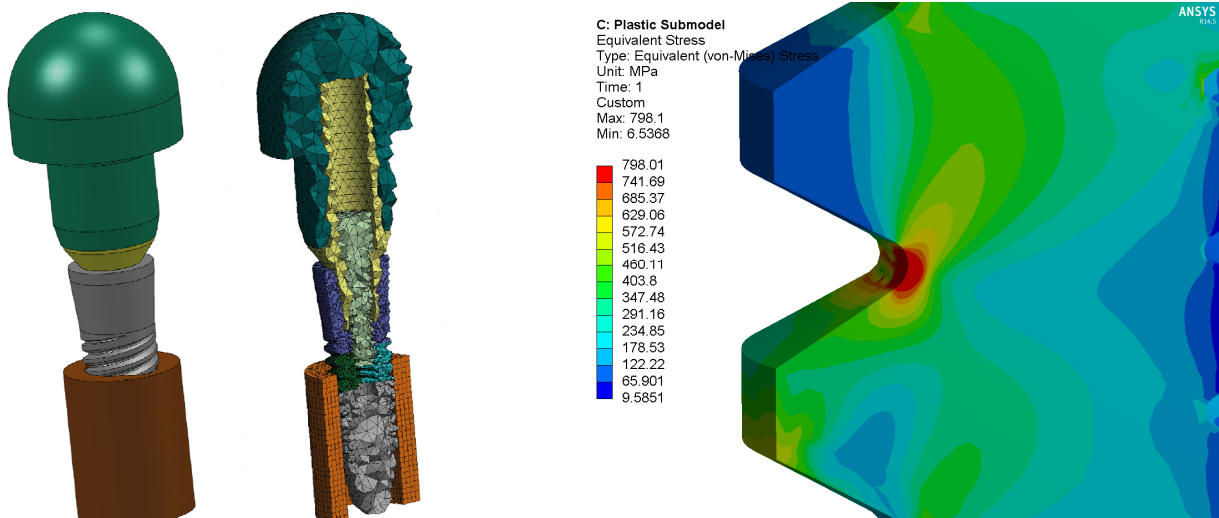 C: Plastic Submodel
Equivalent Stress
Type: Equivalent (von-Mises) Stress
Unit: MPa
Time: 1
Custom
Max: 798.1
Min: 6.5368
798.01
741.69
685.37
629.06
572.74
516.43
460.11
403.8
347.48
291.16
234.85
178.53
122.22
65.901
9.5851
ANSYS
R14.5